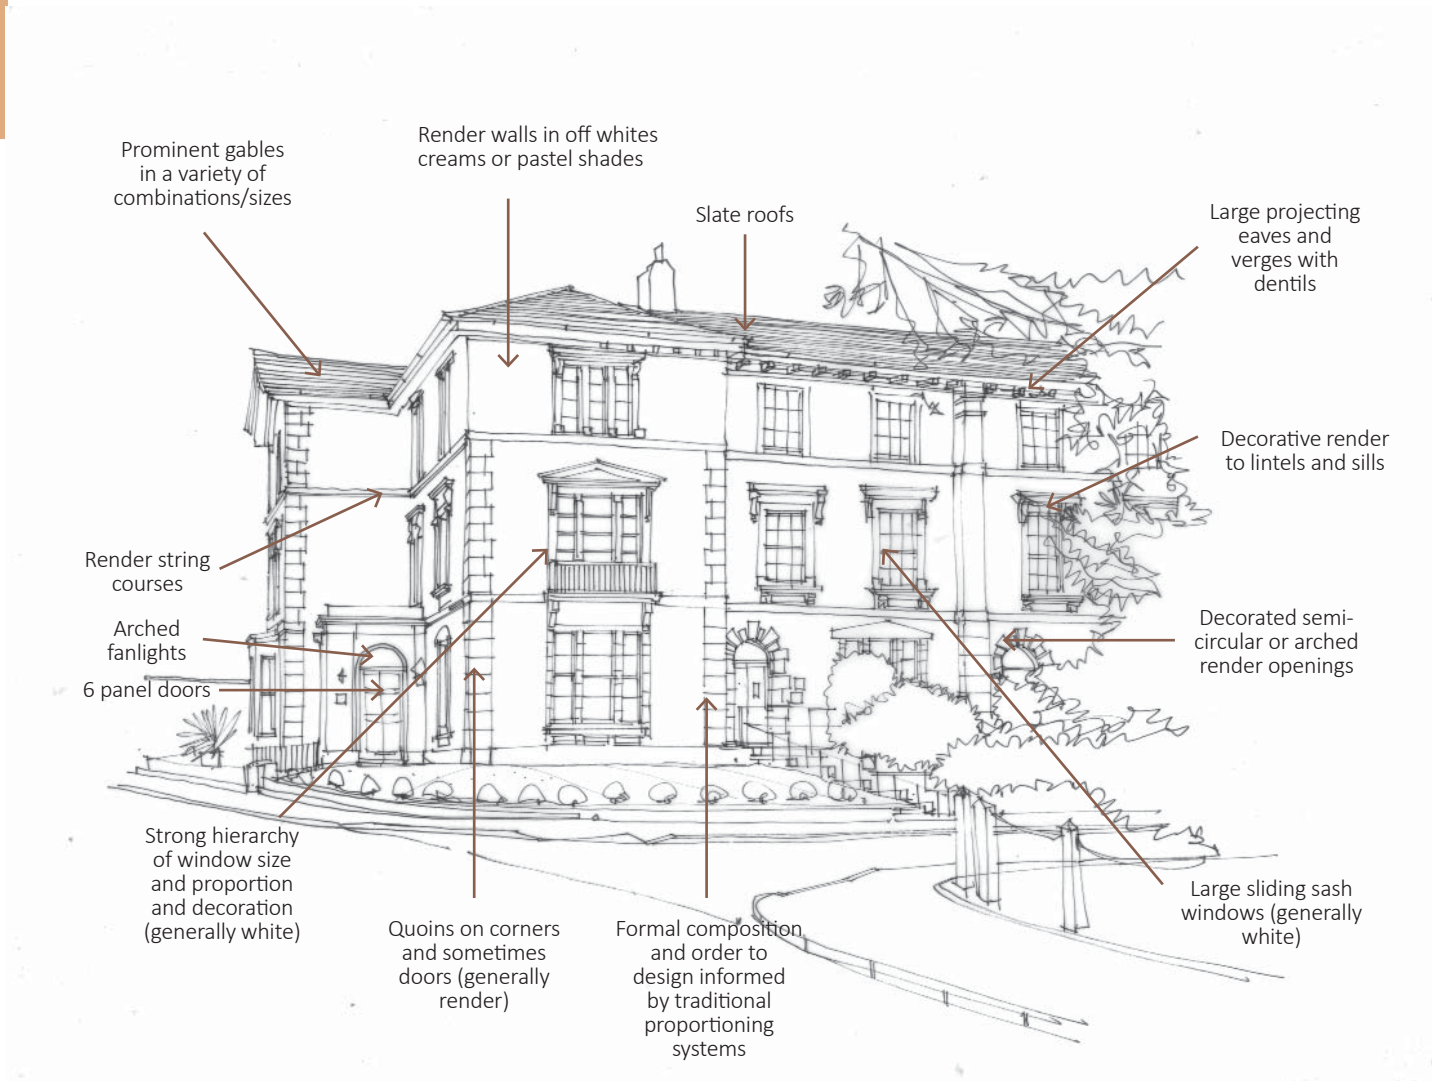 Prominent gables
in a variety of
combinations/sizes
Render walls in off whites
creams or pastel shades
Slate roofs
Large projecting
eaves and
verges with
dentils
Decorative render
to lintels and sills
Render string
courses
Arched
fanlights
6 panel doors
Decorated semi-
circular or arched
render openings
Strong hierarchy
of window size
and proportion
and decoration
(generally white)
Quoins on corners
and sometimes
doors (generally
render)
Formal composition
and order to
design informed
by traditional
proportioning
systems
Large sliding sash
windows (generally
white)